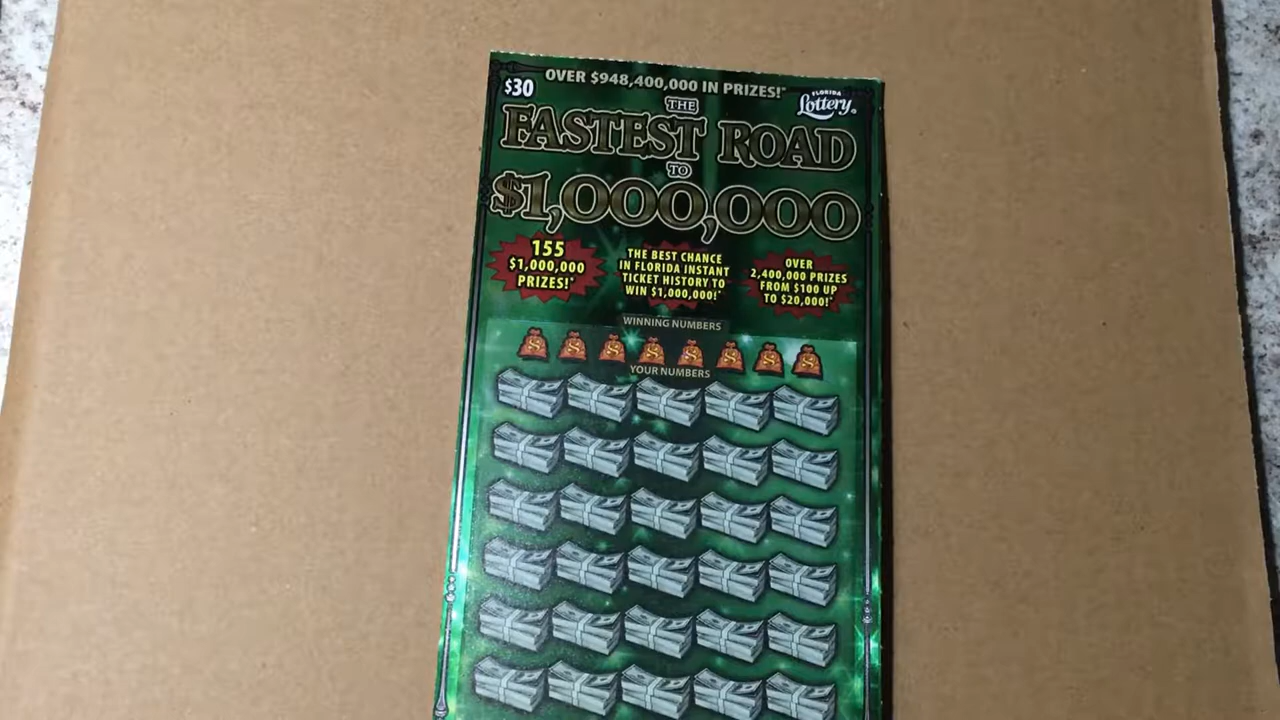 OVER $948,400,000 IN PRIZES!*
$30
FLORIDA
Lottery
THE
FASTEST ROAD
TO
$1,000,000
155
$1,000,000
PRIZES!*
THE BEST CHANCE
IN FLORIDA INSTANT
TICKET HISTORY TO
WIN $1,000,000!*
OVER
2,400,000 PRIZES
FROM $100 UP
TO $20,000!*
WINNING NUMBERS
YOUR NUMBERS